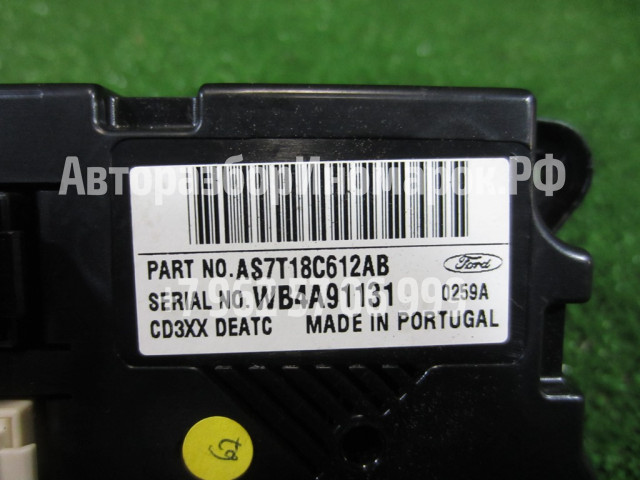 АвторазборИномарок.РФ
PART NO. AS7T18C612AB
Ford
SERIAL NO. WB4A91131
0259A
CD3XX DEATC MADE IN PORTUGAL